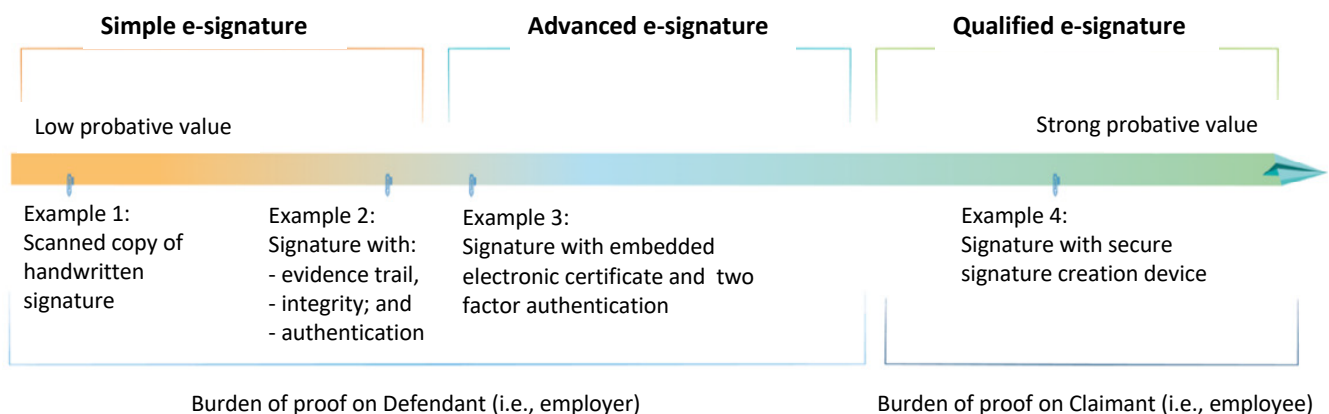 Simple e-signature
Advanced e-signature
Qualified e-signature
Low probative value
Strong probative value
Example 1:
Scanned copy of
handwritten
signature
Example 2:
Signature with:
- evidence trail,
- integrity; and
- authentication
Example 3:
Signature with embedded
electronic certificate and two
factor authentication
Example 4:
Signature with secure
signature creation device
Burden of proof on Defendant (i.e., employer)
Burden of proof on Claimant (i.e., employee)